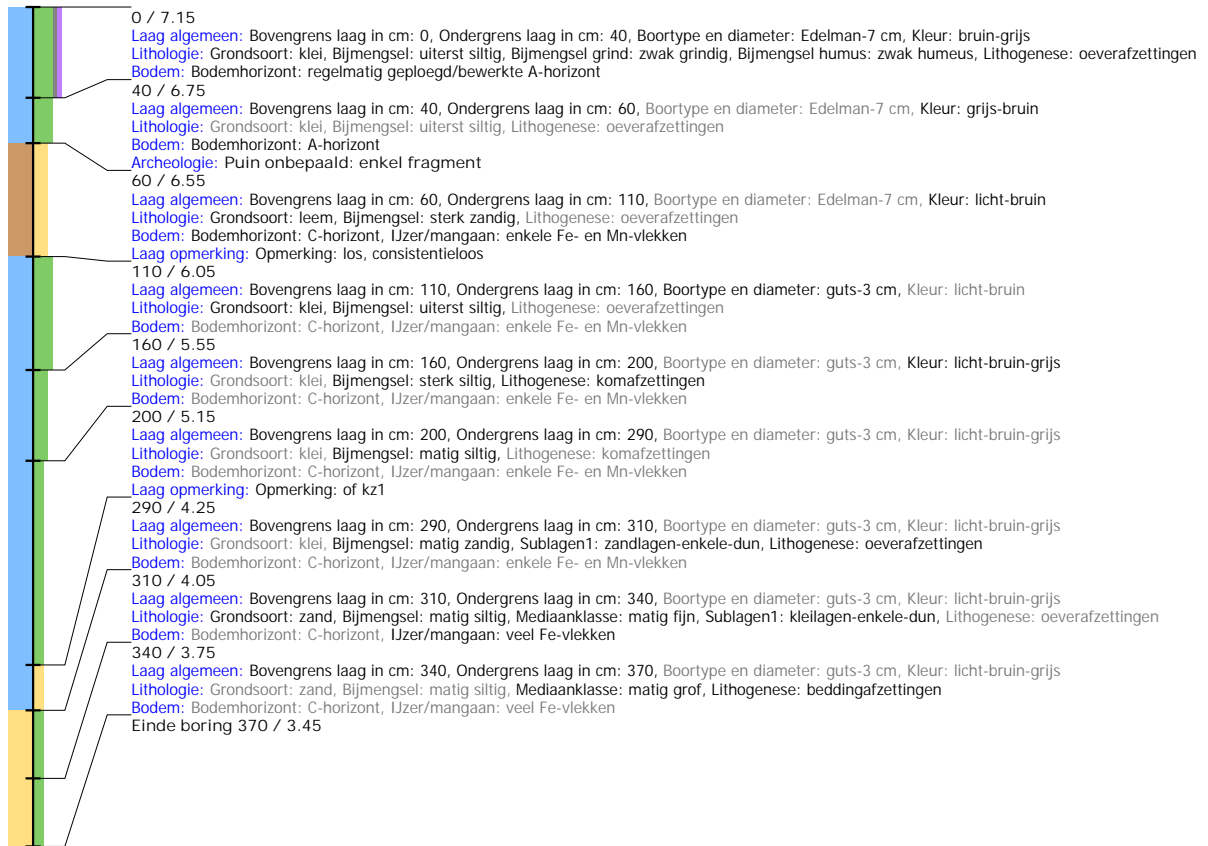 0 / 7.15
Laag algemeen: Bovengrens laag in cm: 0, Ondergrens laag in cm: 40, Boortype en diameter: Edelman-7 cm, Kleur: bruin-grijs
Lithologie: Grondsoort: klei, Bijmengsel: uiterst siltig, Bijmengsel grind: zwak grindig, Bijmengsel humus: zwak humeus, Lithogenese: oeverafzettingen
Bodem: Bodemhorizont: regelmatig geploegd/bewerkte A-horizont
40 / 6.75
Laag algemeen: Bovengrens laag in cm: 40, Ondergrens laag in cm: 60, Boortype en diameter: Edelman-7 cm, Kleur: grijs-bruin
Lithologie: Grondsoort: klei, Bijmengsel: uiterst siltig, Lithogenese: oeverafzettingen
Bodem: Bodemhorizont: A-horizont
Archeologie: Puin onbepaald: enkel fragment
60 / 6.55
Laag algemeen: Bovengrens laag in cm: 60, Ondergrens laag in cm: 110, Boortype en diameter: Edelman-7 cm, Kleur: licht-bruin
Lithologie: Grondsoort: leem, Bijmengsel: sterk zandig, Lithogenese: oeverafzettingen
Bodem: Bodemhorizont: C-horizont, IJzer/mangaan: enkele Fe- en Mn-vlekken
Laag opmerking: Opmerking: los, consistentieloos
110 / 6.05
Laag algemeen: Bovengrens laag in cm: 110, Ondergrens laag in cm: 160, Boortype en diameter: guts-3 cm, Kleur: licht-bruin
Lithologie: Grondsoort: klei, Bijmengsel: uiterst siltig, Lithogenese: oeverafzettingen
Bodem: Bodemhorizont: C-horizont, IJzer/mangaan: enkele Fe- en Mn-vlekken
160 / 5.55
Laag algemeen: Bovengrens laag in cm: 160, Ondergrens laag in cm: 200, Boortype en diameter: guts-3 cm, Kleur: licht-bruin-grijs
Lithologie: Grondsoort: klei, Bijmengsel: sterk siltig, Lithogenese: komafzettingen
Bodem: Bodemhorizont: C-horizont, IJzer/mangaan: enkele Fe- en Mn-vlekken
200 / 5.15
Laag algemeen: Bovengrens laag in cm: 200, Ondergrens laag in cm: 290, Boortype en diameter: guts-3 cm, Kleur: licht-bruin-grijs
Lithologie: Grondsoort: klei, Bijmengsel: matig siltig, Lithogenese: komafzettingen
Bodem: Bodemhorizont: C-horizont, IJzer/mangaan: enkele Fe- en Mn-vlekken
Laag opmerking: Opmerking: of kz1
290 / 4.25
Laag algemeen: Bovengrens laag in cm: 290, Ondergrens laag in cm: 310, Boortype en diameter: guts-3 cm, Kleur: licht-bruin-grijs
Lithologie: Grondsoort: klei, Bijmengsel: matig zandig, Sublagen1: zandlagen-enkele-dun, Lithogenese: oeverafzettingen
Bodem: Bodemhorizont: C-horizont, IJzer/mangaan: enkele Fe- en Mn-vlekken
310 / 4.05
Laag algemeen: Bovengrens laag in cm: 310, Ondergrens laag in cm: 340, Boortype en diameter: guts-3 cm, Kleur: licht-bruin-grijs
Lithologie: Grondsoort: zand, Bijmengsel: matig siltig, Mediaanklasse: matig fijn, Sublagen1: kleilagen-enkele-dun, Lithogenese: oeverafzettingen
Bodem: Bodemhorizont: C-horizont, IJzer/mangaan: veel Fe-vlekken
340 / 3.75
Laag algemeen: Bovengrens laag in cm: 340, Ondergrens laag in cm: 370, Boortype en diameter: guts-3 cm, Kleur: licht-bruin-grijs
Lithologie: Grondsoort: zand, Bijmengsel: matig siltig, Mediaanklasse: matig grof, Lithogenese: beddingafzettingen
Bodem: Bodemhorizont: C-horizont, IJzer/mangaan: veel Fe-vlekken
Einde boring 370 / 3.45